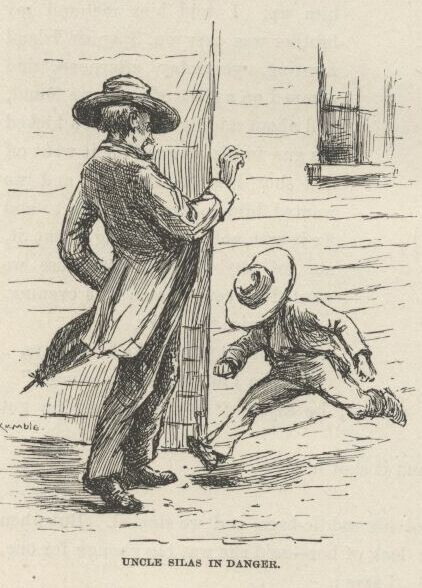 Kemble.
UNCLE SILAS IN DANGER.